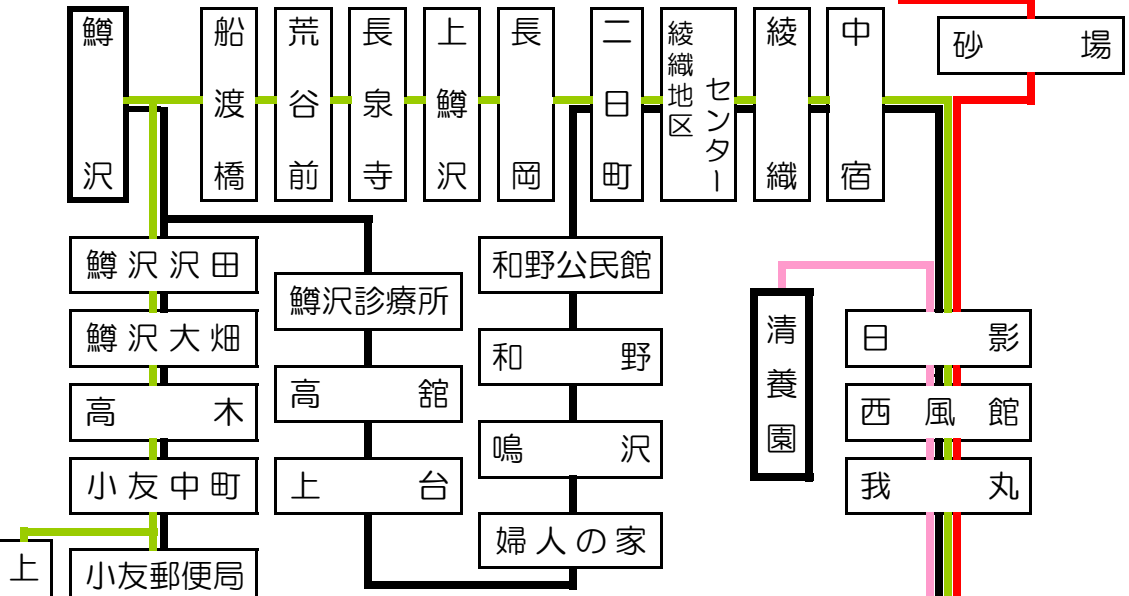 鱒沢
船渡橋
荒谷前
長泉寺
上鱒沢
長岡
二日町
綾織地区
センター
綾織
中宿
砂場
鱒沢沢田
鱒沢大畑
高木
小友中町
上
小友郵便局
鱒沢診療所
高舘
上台
和野公民館
和野
鳴沢
婦人の家
清養園
日影
西風館
我丸